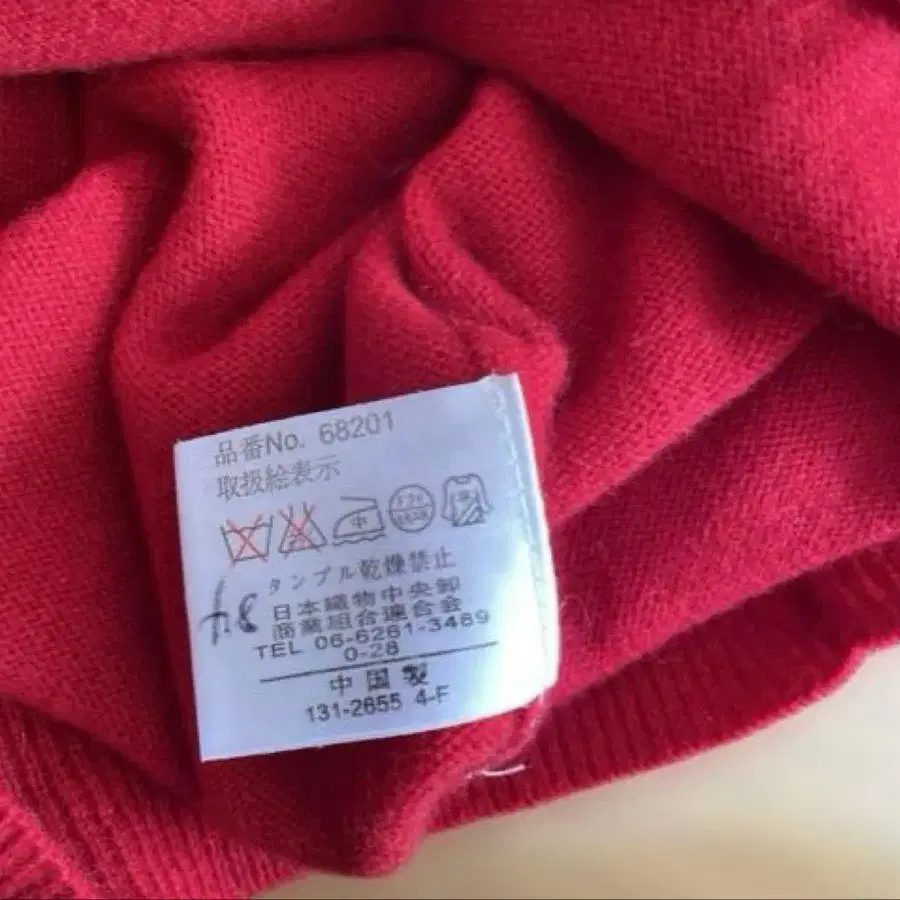 品番No. 68201
取扱絵表示
中
ドライ
平
タンブル乾燥禁止
日本織物中央卸
商業組合連合会
TEL 06-6261-3489
0-28
中国製
131-2655 4-F